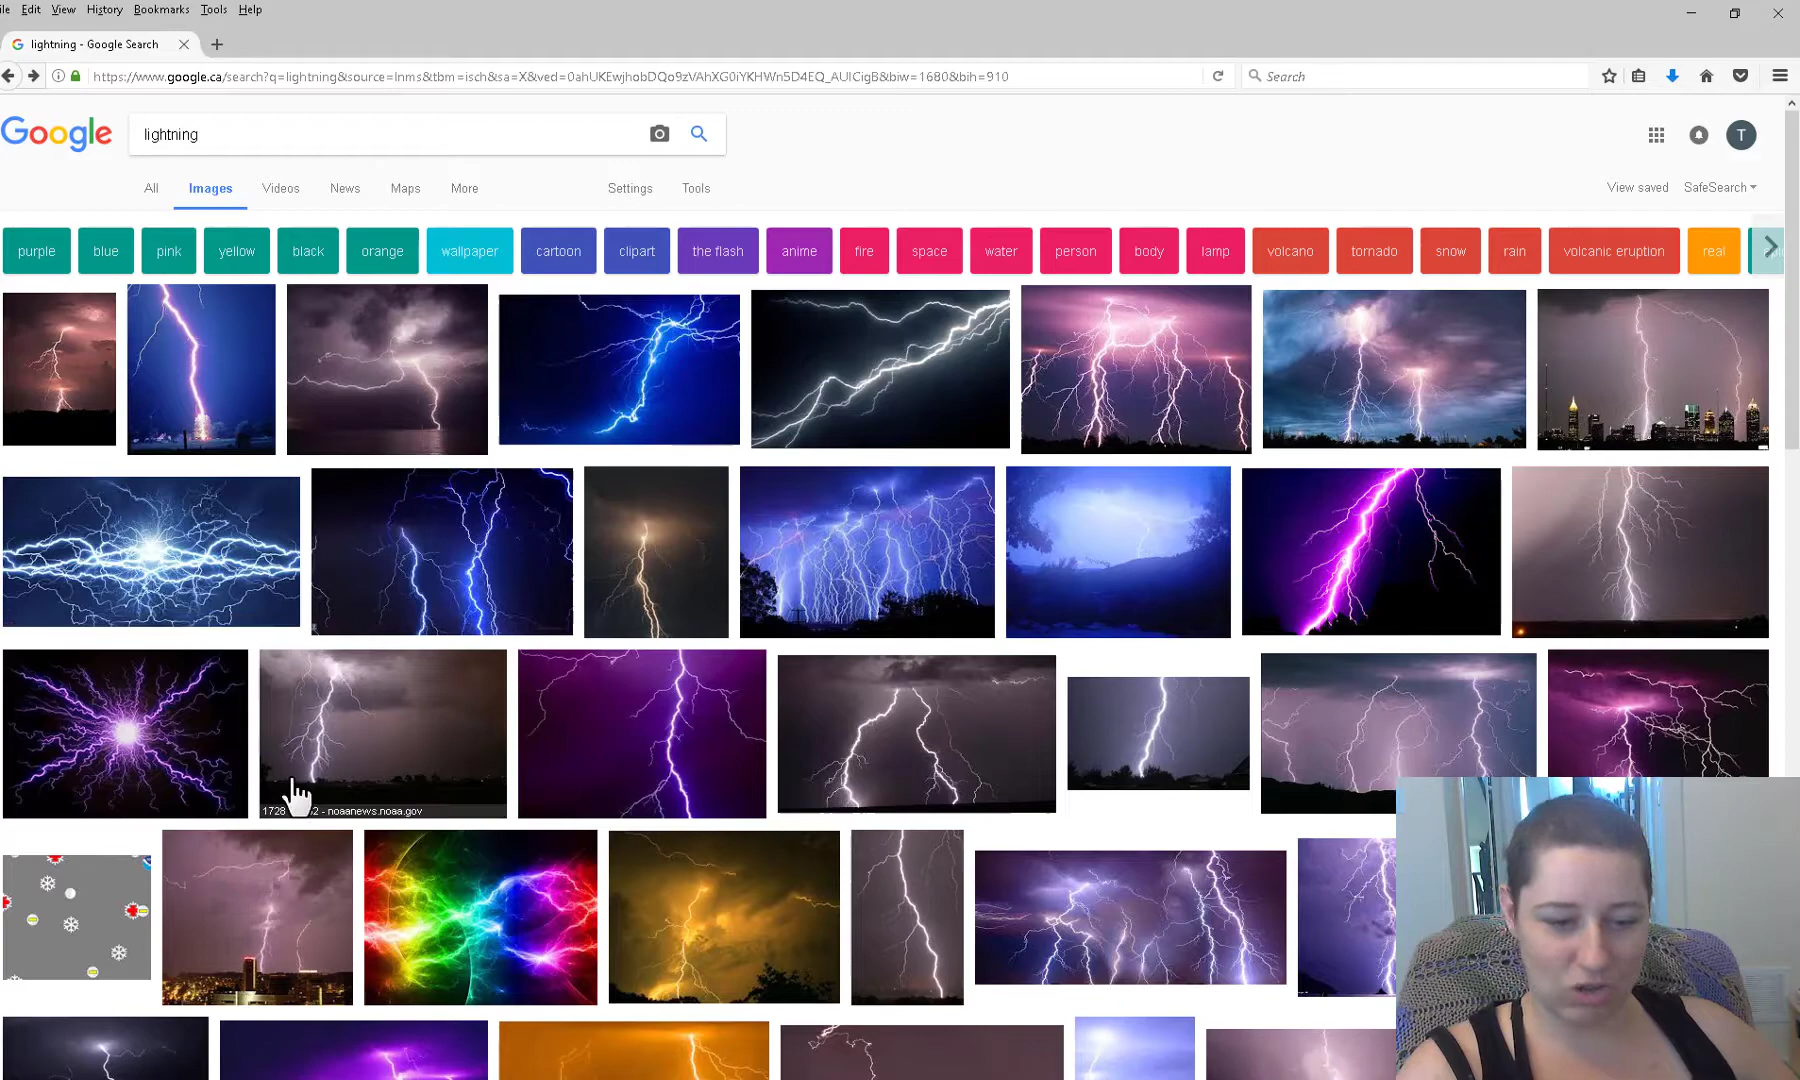 File Edit View History Bookmarks Tools Help
lightning - Google Search
https://www.google.ca/search?q=lightning&source=lnms&tbm=isch&sa=X&ved=0ahUKEwjhobDQo9zVAhXG0iYKHWn5D4EQ_AUICigB&biw=1680&bih=910
Search
Google
lightning
T
All Images Videos News Maps More Settings Tools
View saved SafeSearch
purple blue pink yellow black orange wallpaper cartoon clipart the flash anime fire space water person body lamp volcano tornado snow rain volcanic eruption real
noaanews.noaa.gov